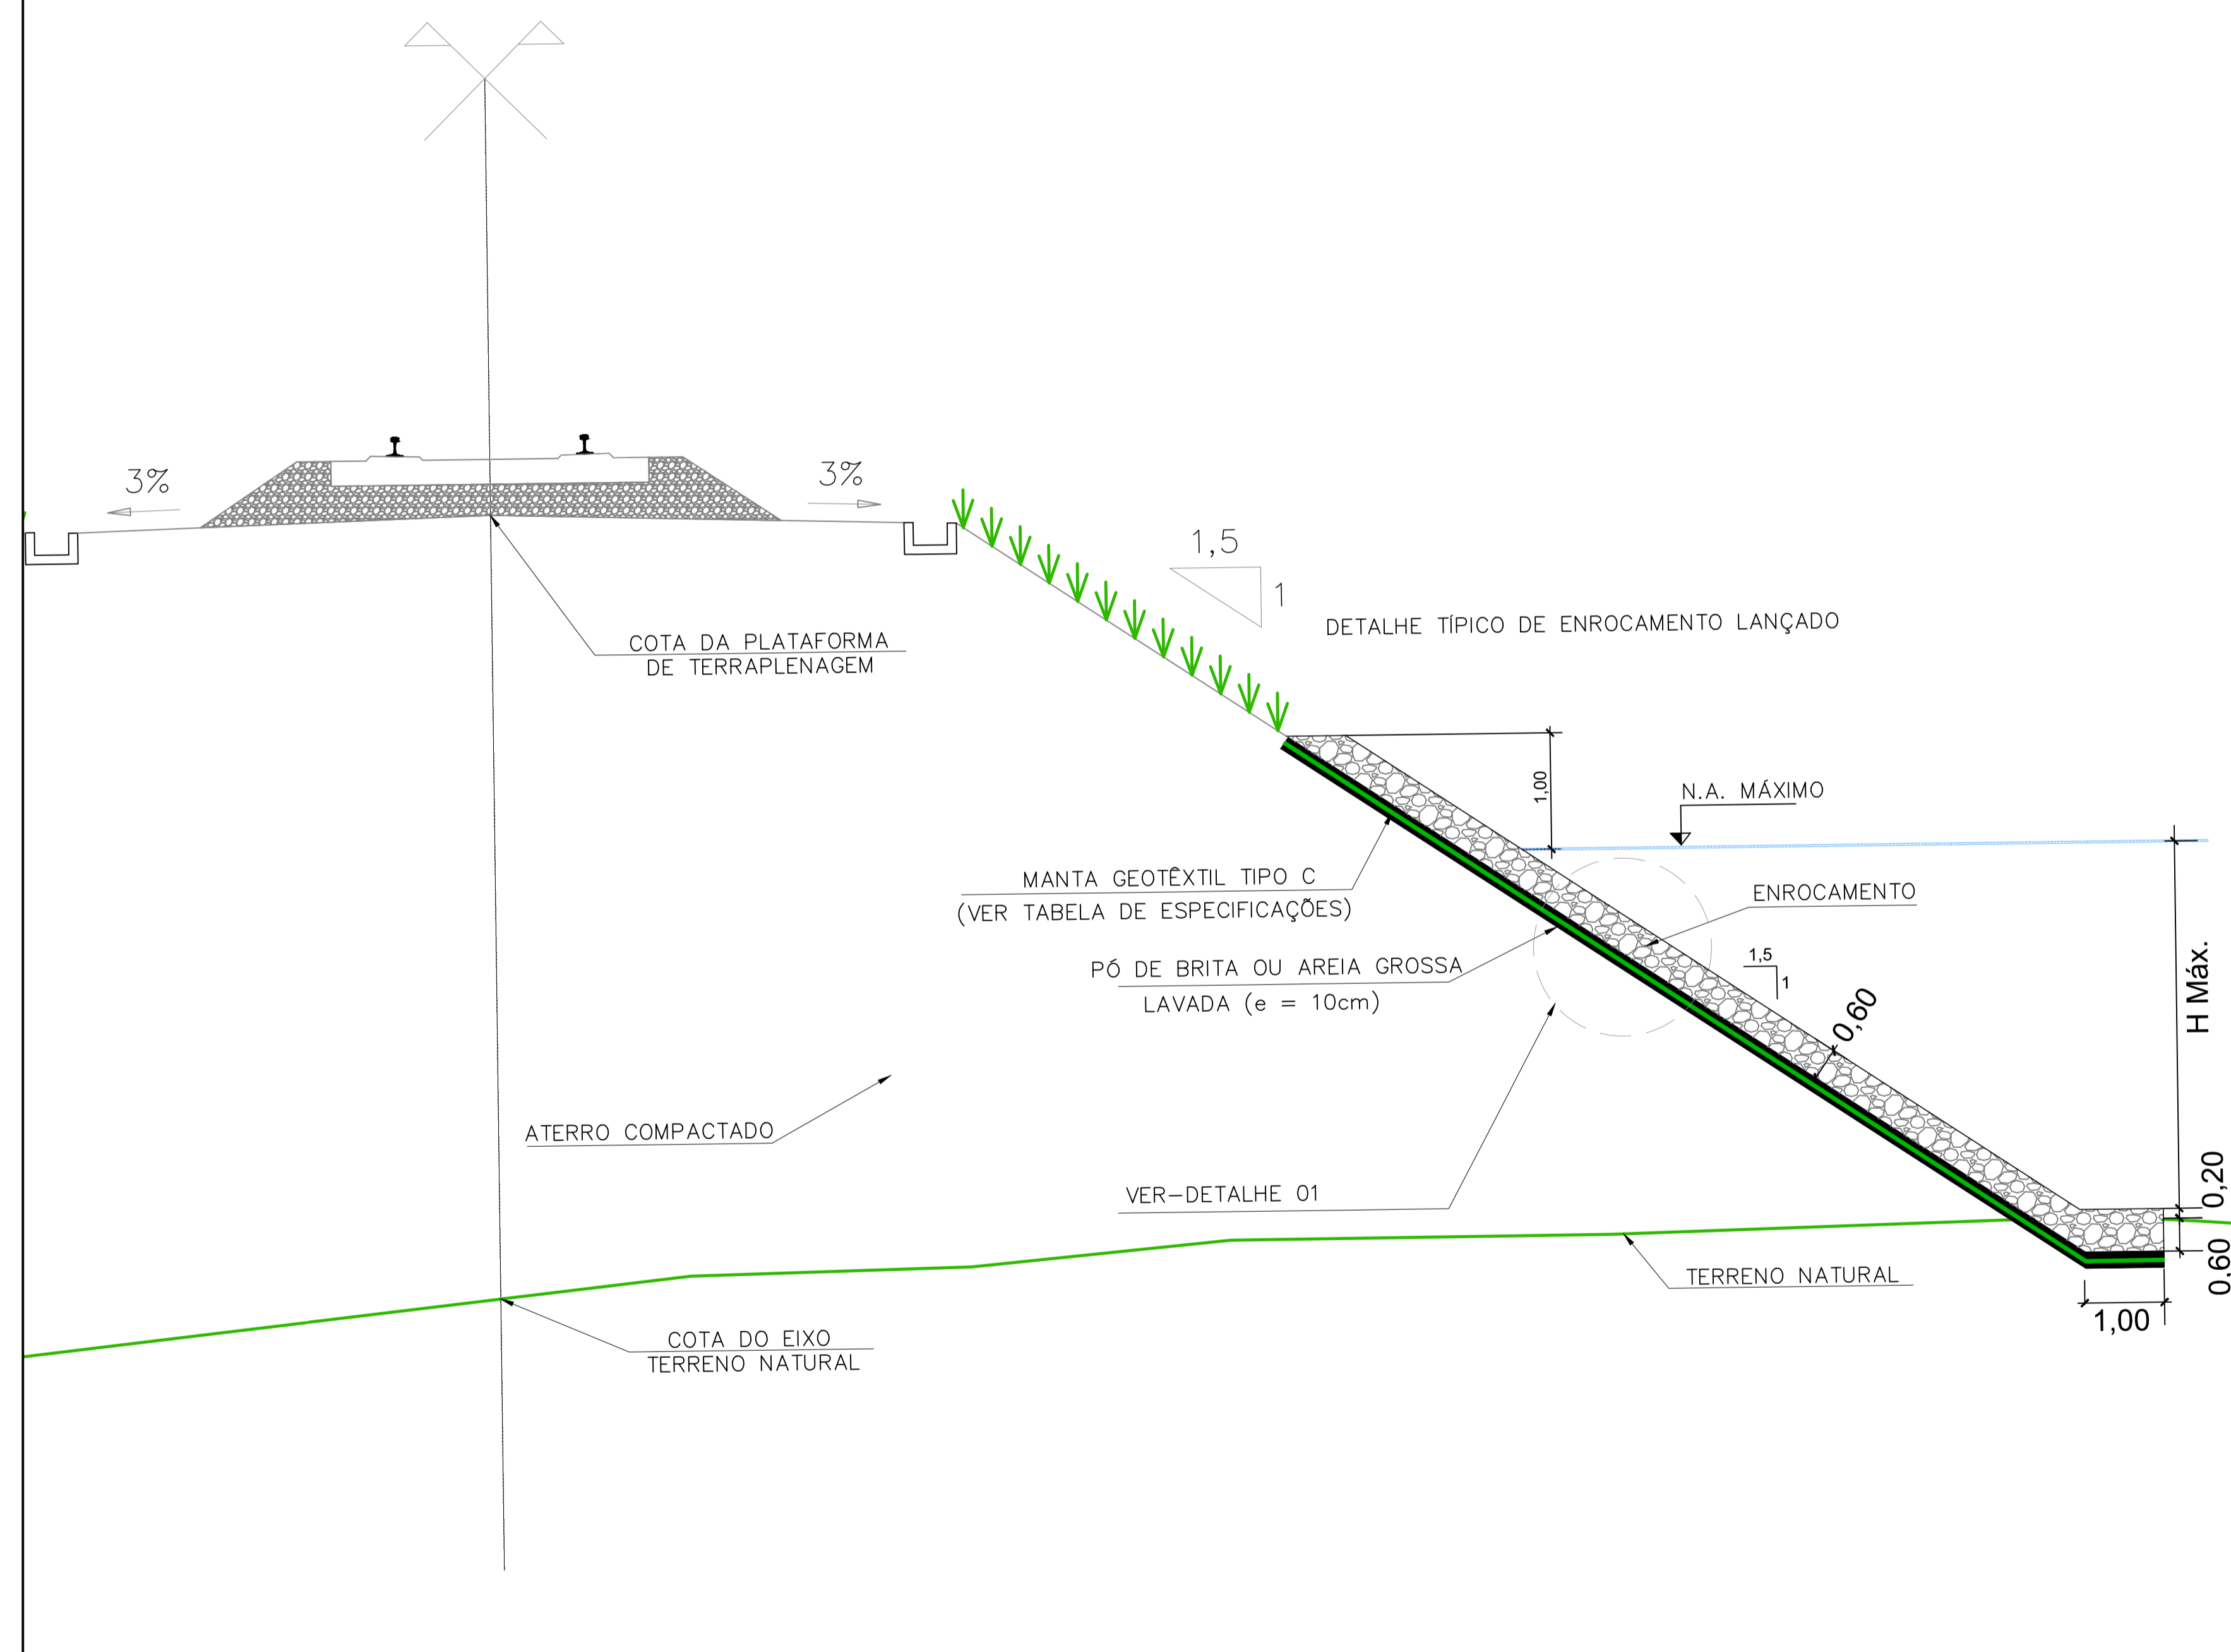 3%
3%
1,5
1
DETALHE TÍPICO DE ENROCAMENTO LANÇADO
COTA DA PLATAFORMA
DE TERRAPLENAGEM
1,00
N.A. MÁXIMO
MANTA GEOTÊXTIL TIPO C
(VER TABELA DE ESPECIFICAÇÕES)
ENROCAMENTO
PÓ DE BRITA OU AREIA GROSSA
LAVADA (e = 10cm)
1,5
1
0,60
H Máx.
ATERRO COMPACTADO
VER-DETALHE 01
0,20
0.60
TERRENO NATURAL
1,00
COTA DO EIXO
TERRENO NATURAL